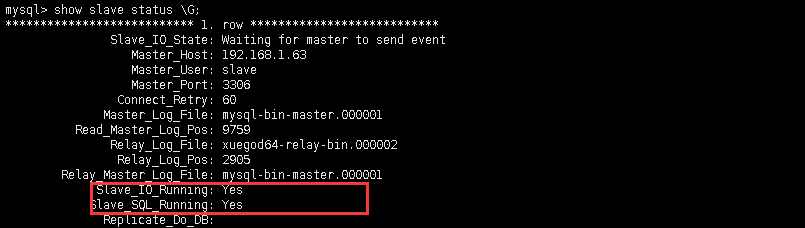 mysql> show slave status \G;
*************************** 1. row ***************************
Slave_IO_State: Waiting for master to send event
Master_Host: 192.168.1.63
Master_User: slave
Master_Port: 3306
Connect_Retry: 60
Master_Log_File: mysql-bin-master.000001
Read_Master_Log_Pos: 9759
Relay_Log_File: xuegod64-relay-bin.000002
Relay_Log_Pos: 2905
Relay_Master_Log_File: mysql-bin-master.000001
Slave_IO_Running: Yes
Slave_SQL_Running: Yes
Replicate_Do_DB: